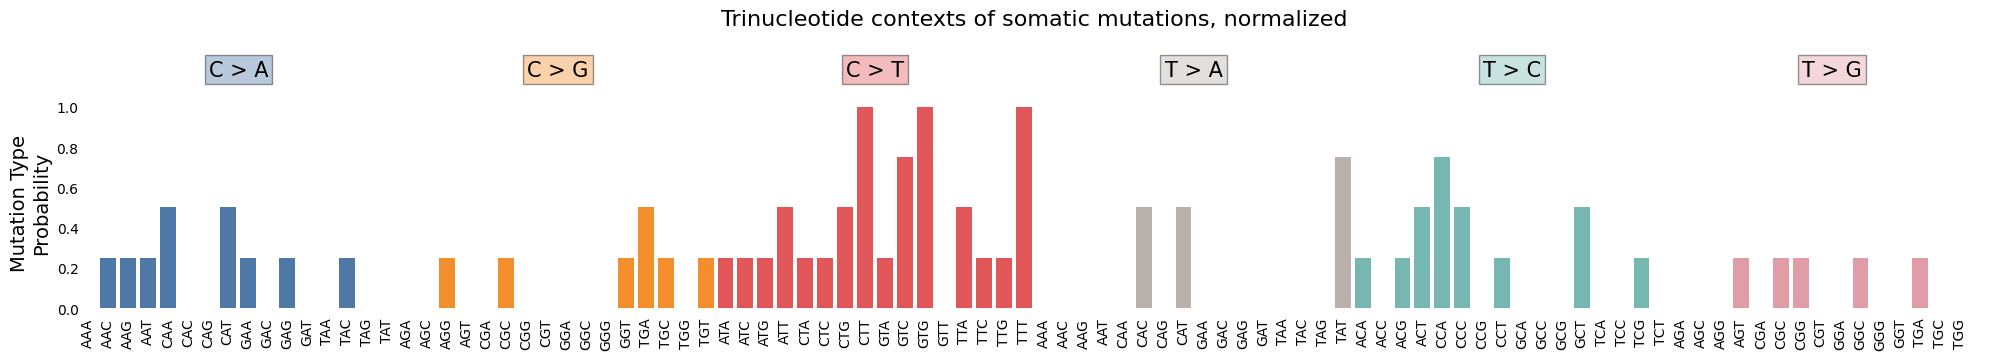 Trinucleotide contexts of somatic mutations, normalized
C > A
C > G
C > T
T > A
T > C
T > G
Mutation Type
Probability
1.0
0.8
0.6
0.4
0.2
0.0
AAA
AAC
AAG
AAT
CAA
CAC
CAG
CAT
GAA
GAC
GAG
GAT
TAA
TAC
TAG
TAT
AGA
AGC
AGG
AGT
CGA
CGC
CGG
CGT
GGA
GGC
GGG
GGT
TGA
TGC
TGG
TGT
ATA
ATC
ATG
ATT
CTA
CTC
CTG
CTT
GTA
GTC
GTG
GTT
TTA
TTC
TTG
TTT
AAA
AAC
AAG
AAT
CAA
CAC
CAG
CAT
GAA
GAC
GAG
GAT
TAA
TAC
TAG
TAT
ACA
ACC
ACG
ACT
CCA
CCC
CCG
CCT
GCA
GCC
GCG
GCT
TCA
TCC
TCG
TCT
AGA
AGC
AGG
AGT
CGA
CGC
CGG
CGT
GGA
GGC
GGG
GGT
TGA
TGC
TGG